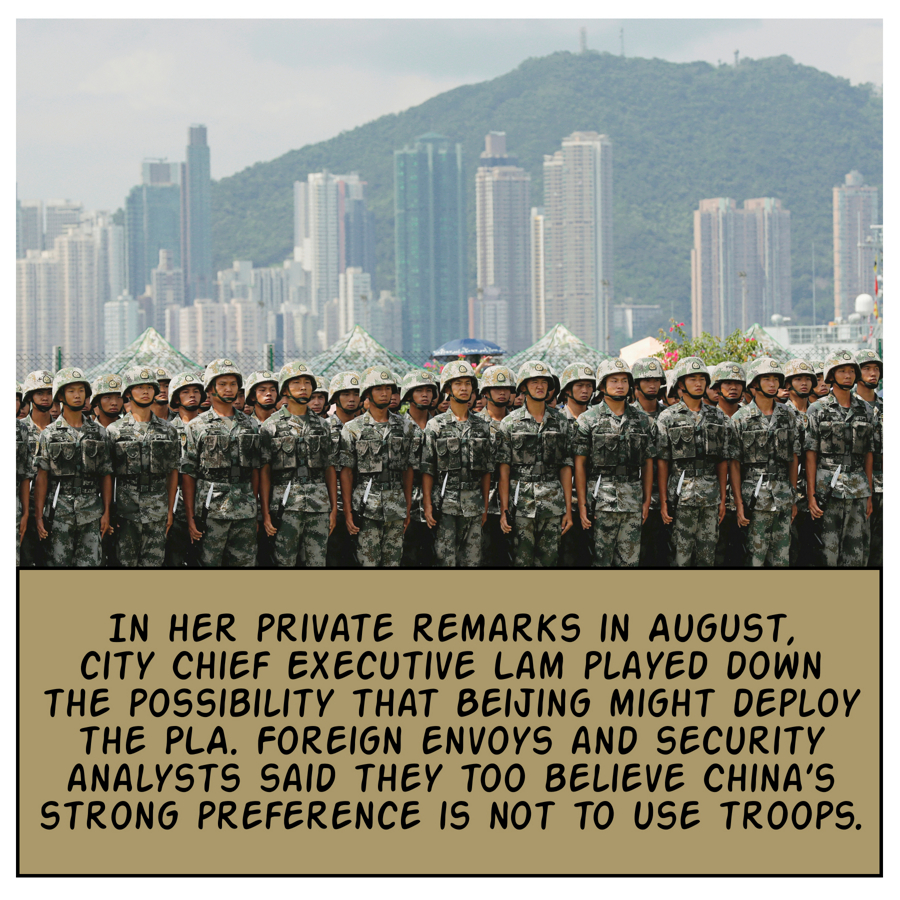 IN HER PRIVATE REMARKS IN AUGUST,
CITY CHIEF EXECUTIVE LAM PLAYED DOWN
THE POSSIBILITY THAT BEIJING MIGHT DEPLOY
THE PLA. FOREIGN ENVOYS AND SECURITY
ANALYSTS SAID THEY TOO BELIEVE CHINA'S
STRONG PREFERENCE IS NOT TO USE TROOPS.